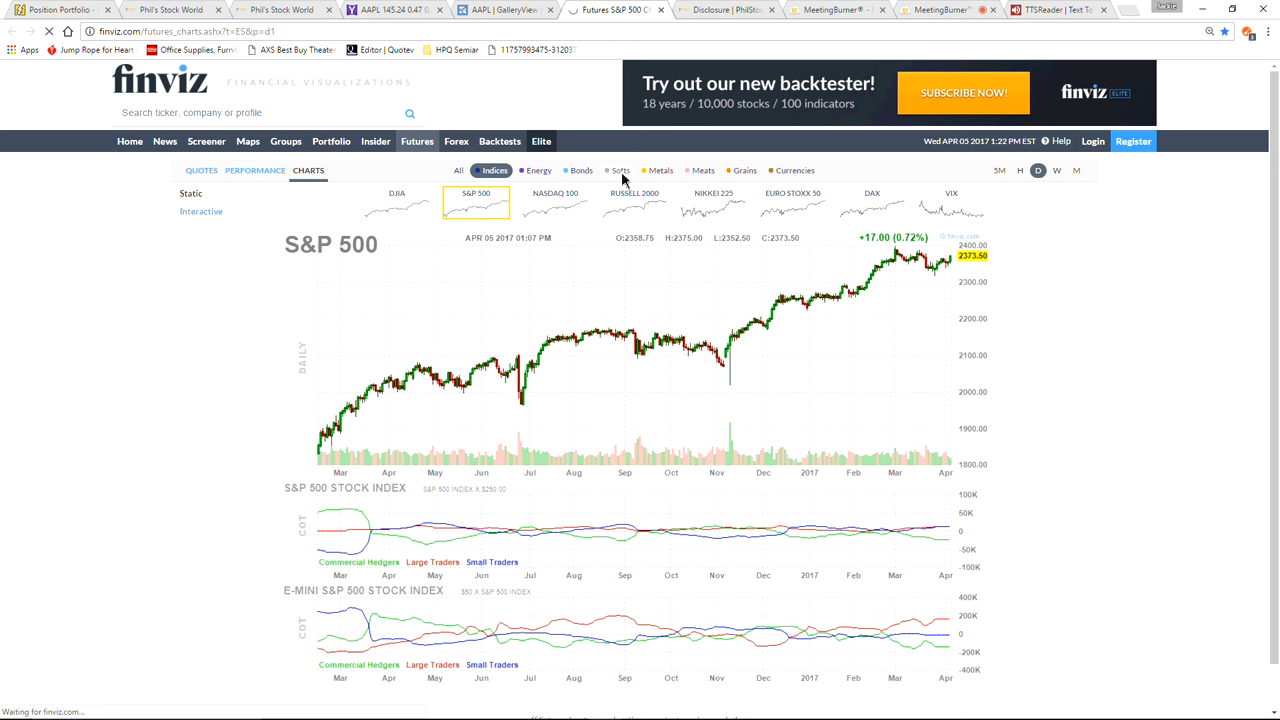 Position Portfolio -
Phil's Stock World
Phil's Stock World
AAPL 145.24 0.47 0.
AAPL | GalleryView
Futures S&P 500 C
Disclosure | PhilSto
MeetingBurner® -
MeetingBurner™
TTSReader | Text To
Jackie
finviz.com/futures_charts.ashx?t=ES&p=d1
Apps
Jump Rope for Heart
Office Supplies, Furni
AXS Best Buy Theater
Editor | Quotev
HPQ Semiar
11757993475-312037
finviz
FINANCIAL VISUALIZATIONS
Search ticker, company or profile
Try out our new backtester!
18 years / 10,000 stocks / 100 indicators
SUBSCRIBE NOW!
finviz ELITE
Home News Screener Maps Groups Portfolio Insider Futures Forex Backtests Elite
Wed APR 05 2017 1:22 PM EST Help Login Register
QUOTES PERFORMANCE CHARTS
All Indices Energy Bonds Softs Metals Meats Grains Currencies
5M H D W M
Static
Interactive
DJIA S&P 500 NASDAQ 100 RUSSELL 2000 NIKKEI 225 EURO STOXX 50 DAX VIX
S&P 500
APR 05 2017 01:07 PM O:2358.75 H:2375.00 L:2352.50 C:2373.50 +17.00 (0.72%)
© finviz.com
2400.00
2373.50
2300.00
2200.00
2100.00
2000.00
1900.00
1800.00
DAILY
Mar Apr May Jun Jul Aug Sep Oct Nov Dec 2017 Feb Mar Apr
S&P 500 STOCK INDEX S&P 500 INDEX X $250.00
100K
50K
0
-50K
-100K
COT
Commercial Hedgers Large Traders Small Traders
Mar Apr May Jun Jul Aug Sep Oct Nov Dec 2017 Feb Mar Apr
E-MINI S&P 500 STOCK INDEX $50 X S&P 500 INDEX
400K
200K
0
-200K
-400K
COT
Commercial Hedgers Large Traders Small Traders
Mar Apr May Jun Jul Aug Sep Oct Nov Dec 2017 Feb Mar Apr
Waiting for finviz.com...